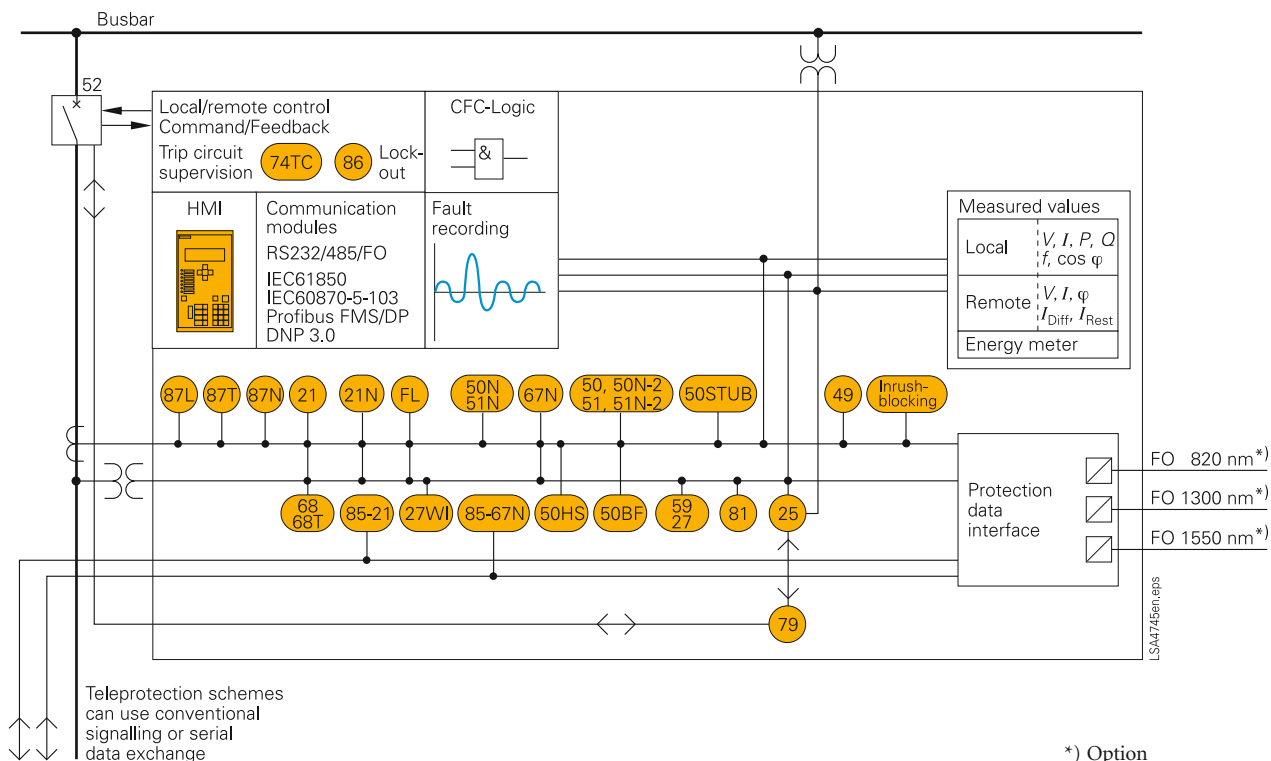 Busbar
52
Local/remote control
Command/Feedback
Trip circuit
supervision
74TC
86
Lock-
out
CFC-Logic
&
HMI
Communication
modules
RS232/485/FO
IEC61850
IEC60870-5-103
Profibus FMS/DP
DNP 3.0
Fault
recording
Measured values
Local
V, I, P, Q
f, cos φ
Remote
V, I, φ
I_Diff, I_Rest
Energy meter
87L
87T
87N
21
21N
FL
50N
51N
67N
50, 50N-2
51, 51N-2
50STUB
49
Inrush-
blocking
68
68T
85-21
27WI
85-67N
50HS
50BF
59
27
81
25
79
Protection
data
interface
FO 820 nm*)
FO 1300 nm*)
FO 1550 nm*)
LSA4745en.eps
Teleprotection schemes
can use conventional
signalling or serial
data exchange
*) Option